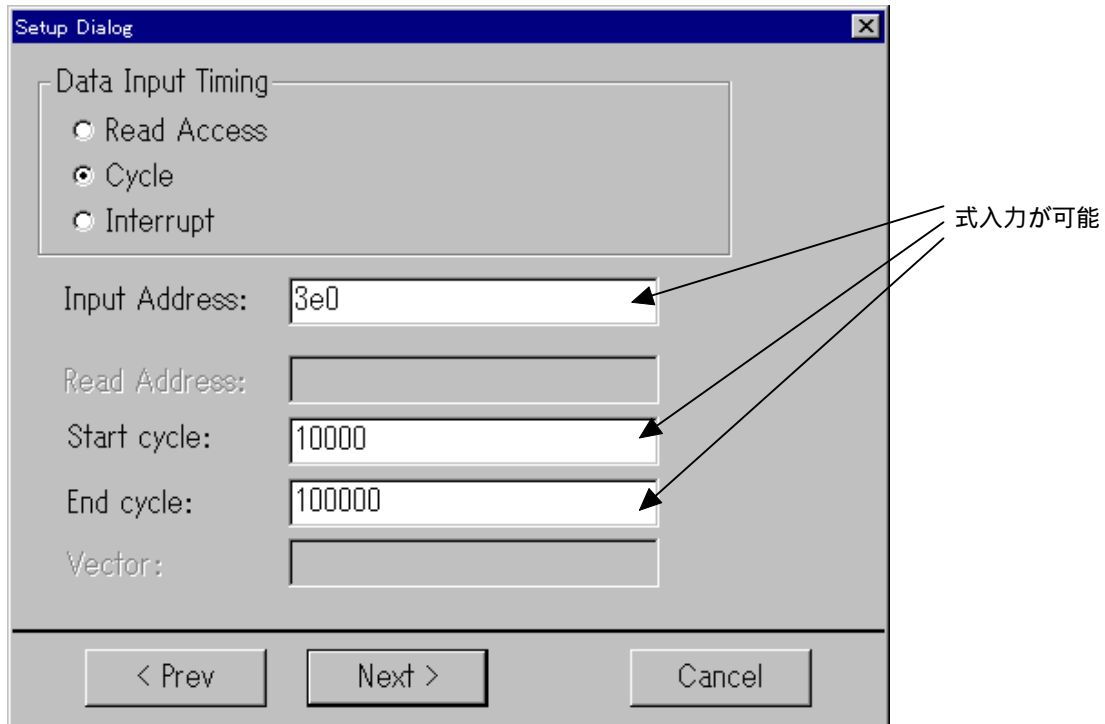 Setup Dialog
Data Input Timing
Read Access
Cycle
Interrupt
式入力が可能
Input Address: 3e0
Read Address:
Start cycle: 10000
End cycle: 100000
Vector:
< Prev Next > Cancel